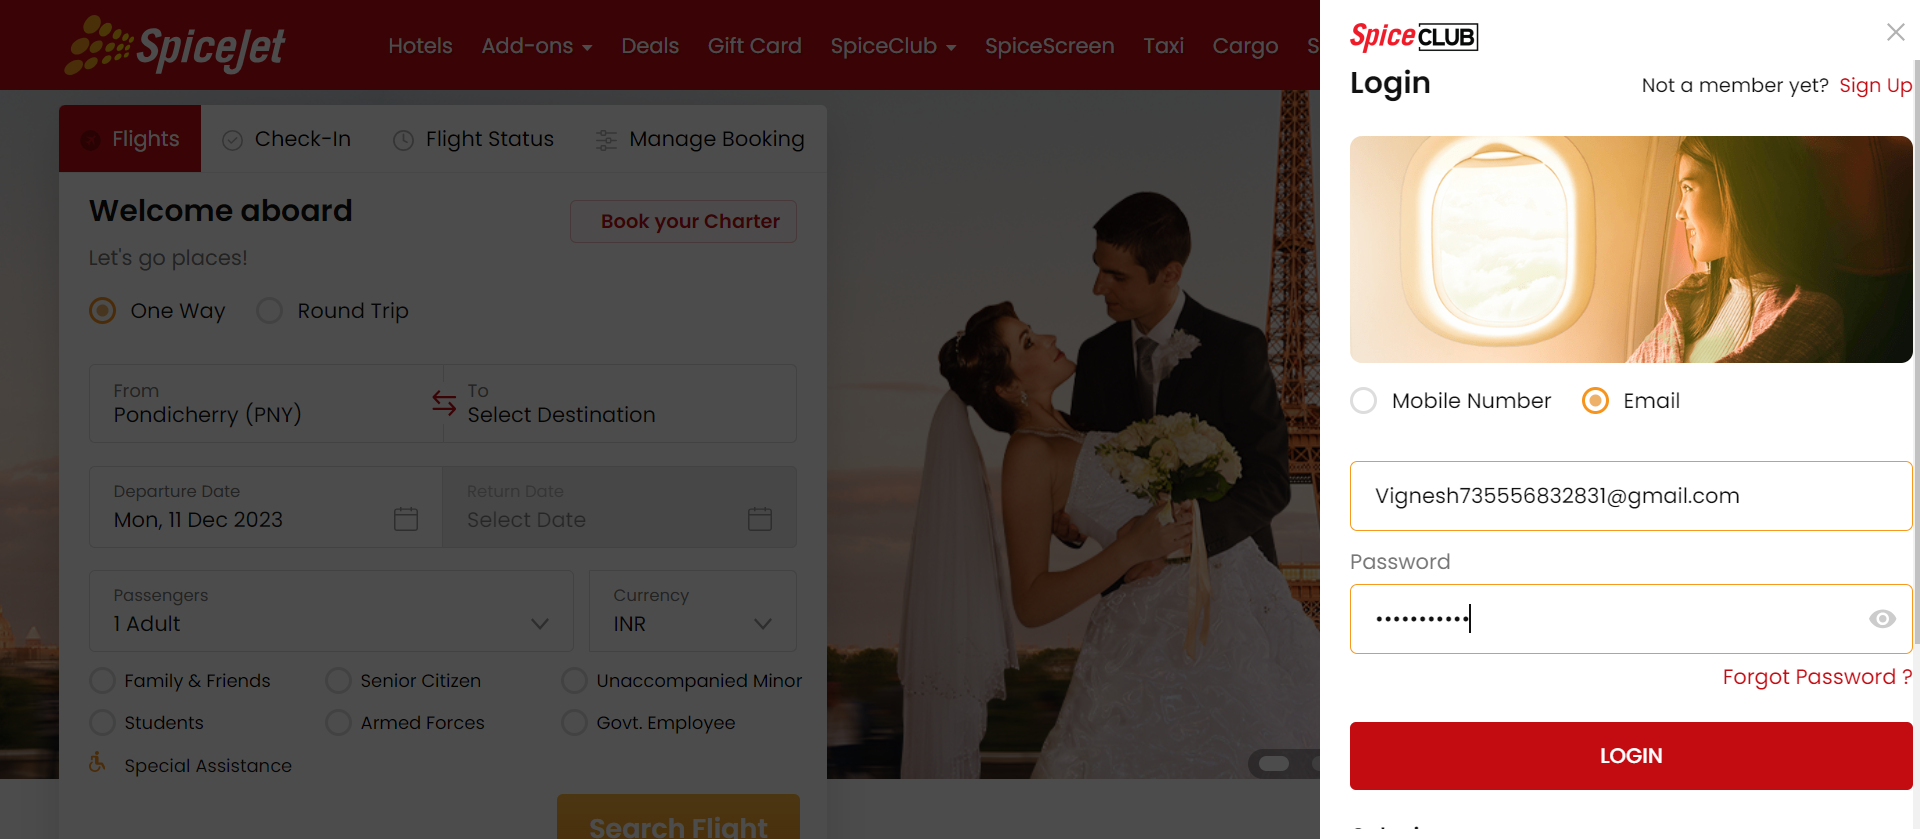 SpiceJet
Hotels Add-ons Deals Gift Card SpiceClub SpiceScreen Taxi Cargo S
Flights Check-In Flight Status Manage Booking
Welcome aboard
Book your Charter
Let's go places!
One Way Round Trip
From
Pondicherry (PNY)
To
Select Destination
Departure Date
Mon, 11 Dec 2023
Return Date
Select Date
Passengers
1 Adult
Currency
INR
Family & Friends Senior Citizen Unaccompanied Minor
Students Armed Forces Govt. Employee
Special Assistance
Search Flight
Spice CLUB
Login
Not a member yet? Sign Up
Mobile Number Email
Vignesh735556832831@gmail.com
Password
•••••••••••
Forgot Password ?
LOGIN